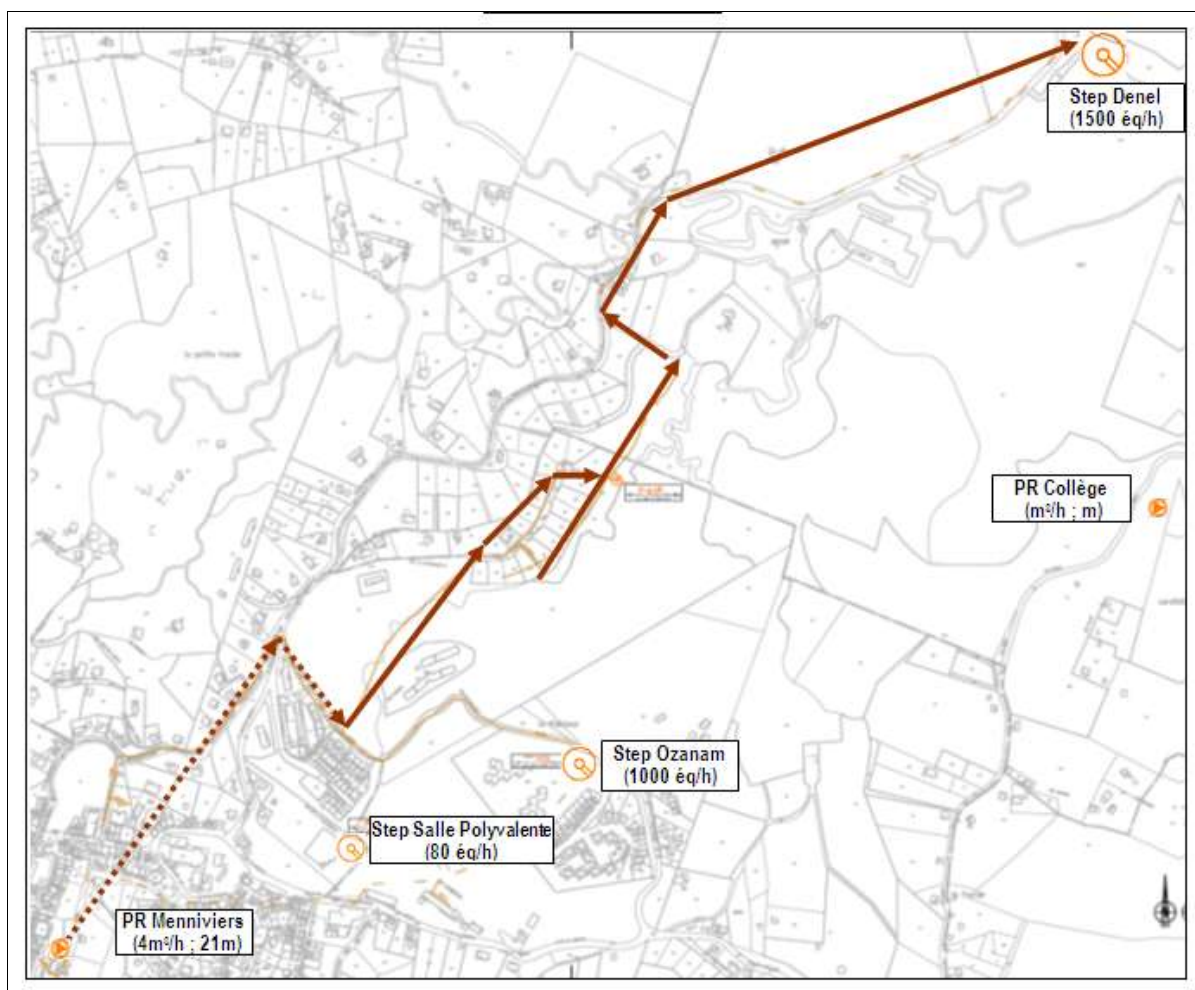 Step Denel
(1500 éq/h)
PR Collège
(m³/h ; m)
Step Ozanam
(1000 éq/h)
Step Salle Polyvalente
(80 éq/h)
PR Menniviers
(4m³/h ; 21m)